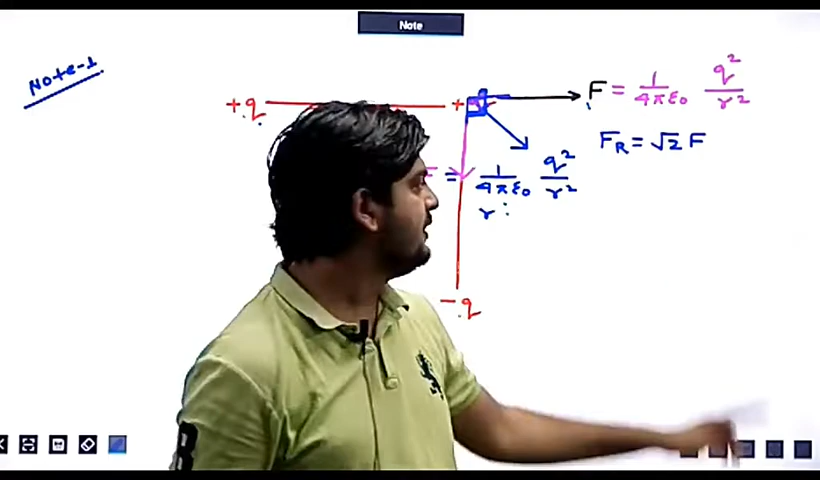 Note
Note-1
+q
+
F = 1/4πε₀ q²/r²
F_R = √2 F
= 1/4πε₀ q²/r²
r
-q